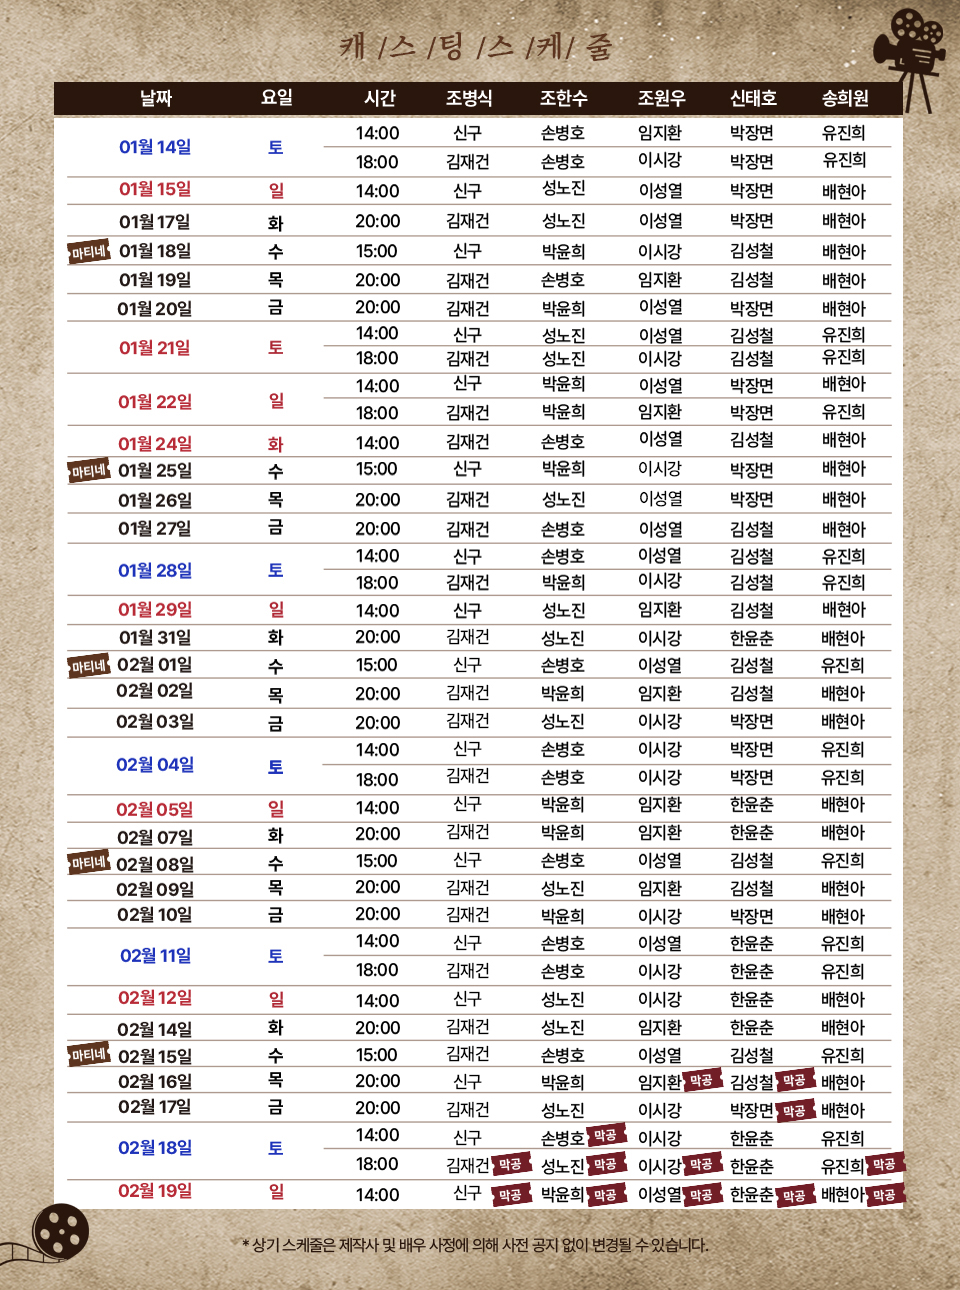 캐/스/팅/스/케/줄
날짜 요일 시간 조병식 조한수 조원우 신태호 송희원
01월 14일 토 14:00 신구 손병호 임지환 박장면 유진희
18:00 김재건 손병호 이시강 박장면 유진희
01월 15일 일 14:00 신구 성노진 이성열 박장면 배현아
01월 17일 화 20:00 김재건 성노진 이성열 박장면 배현아
마티네 01월 18일 수 15:00 신구 박윤희 이시강 김성철 배현아
01월 19일 목 20:00 김재건 손병호 임지환 김성철 배현아
01월 20일 금 20:00 김재건 박윤희 이성열 박장면 배현아
01월 21일 토 14:00 신구 성노진 이성열 김성철 유진희
18:00 김재건 성노진 이시강 김성철 유진희
01월 22일 일 14:00 신구 박윤희 이성열 박장면 배현아
18:00 김재건 박윤희 임지환 박장면 유진희
01월 24일 화 14:00 김재건 손병호 이성열 김성철 배현아
마티네 01월 25일 수 15:00 신구 박윤희 이시강 박장면 배현아
01월 26일 목 20:00 김재건 성노진 이성열 박장면 배현아
01월 27일 금 20:00 김재건 손병호 이성열 김성철 배현아
01월 28일 토 14:00 신구 손병호 이성열 김성철 유진희
18:00 김재건 박윤희 이시강 김성철 유진희
01월 29일 일 14:00 신구 성노진 임지환 김성철 배현아
01월 31일 화 20:00 김재건 성노진 이시강 한윤춘 배현아
마티네 02월 01일 수 15:00 신구 손병호 이성열 김성철 유진희
02월 02일 목 20:00 김재건 박윤희 임지환 김성철 배현아
02월 03일 금 20:00 김재건 성노진 이시강 박장면 배현아
02월 04일 토 14:00 신구 손병호 이시강 박장면 유진희
18:00 김재건 손병호 이시강 박장면 유진희
02월 05일 일 14:00 신구 박윤희 임지환 한윤춘 배현아
02월 07일 화 20:00 김재건 박윤희 임지환 한윤춘 배현아
마티네 02월 08일 수 15:00 신구 손병호 이성열 김성철 유진희
02월 09일 목 20:00 김재건 성노진 임지환 김성철 배현아
02월 10일 금 20:00 김재건 박윤희 이시강 박장면 배현아
02월 11일 토 14:00 신구 손병호 이성열 한윤춘 유진희
18:00 김재건 손병호 이시강 한윤춘 유진희
02월 12일 일 14:00 신구 성노진 이시강 한윤춘 배현아
02월 14일 화 20:00 김재건 성노진 임지환 한윤춘 배현아
마티네 02월 15일 수 15:00 김재건 손병호 이성열 김성철 유진희
02월 16일 목 20:00 신구 박윤희 임지환 막공 김성철 막공 배현아
02월 17일 금 20:00 김재건 성노진 이시강 박장면 막공 배현아
02월 18일 토 14:00 신구 손병호 막공 이시강 한윤춘 유진희
18:00 김재건 막공 성노진 막공 이시강 막공 한윤춘 유진희 막공
02월 19일 일 14:00 신구 막공 박윤희 막공 이성열 막공 한윤춘 막공 배현아 막공
* 상기 스케줄은 제작사 및 배우 사정에 의해 사전 공지 없이 변경될 수 있습니다.